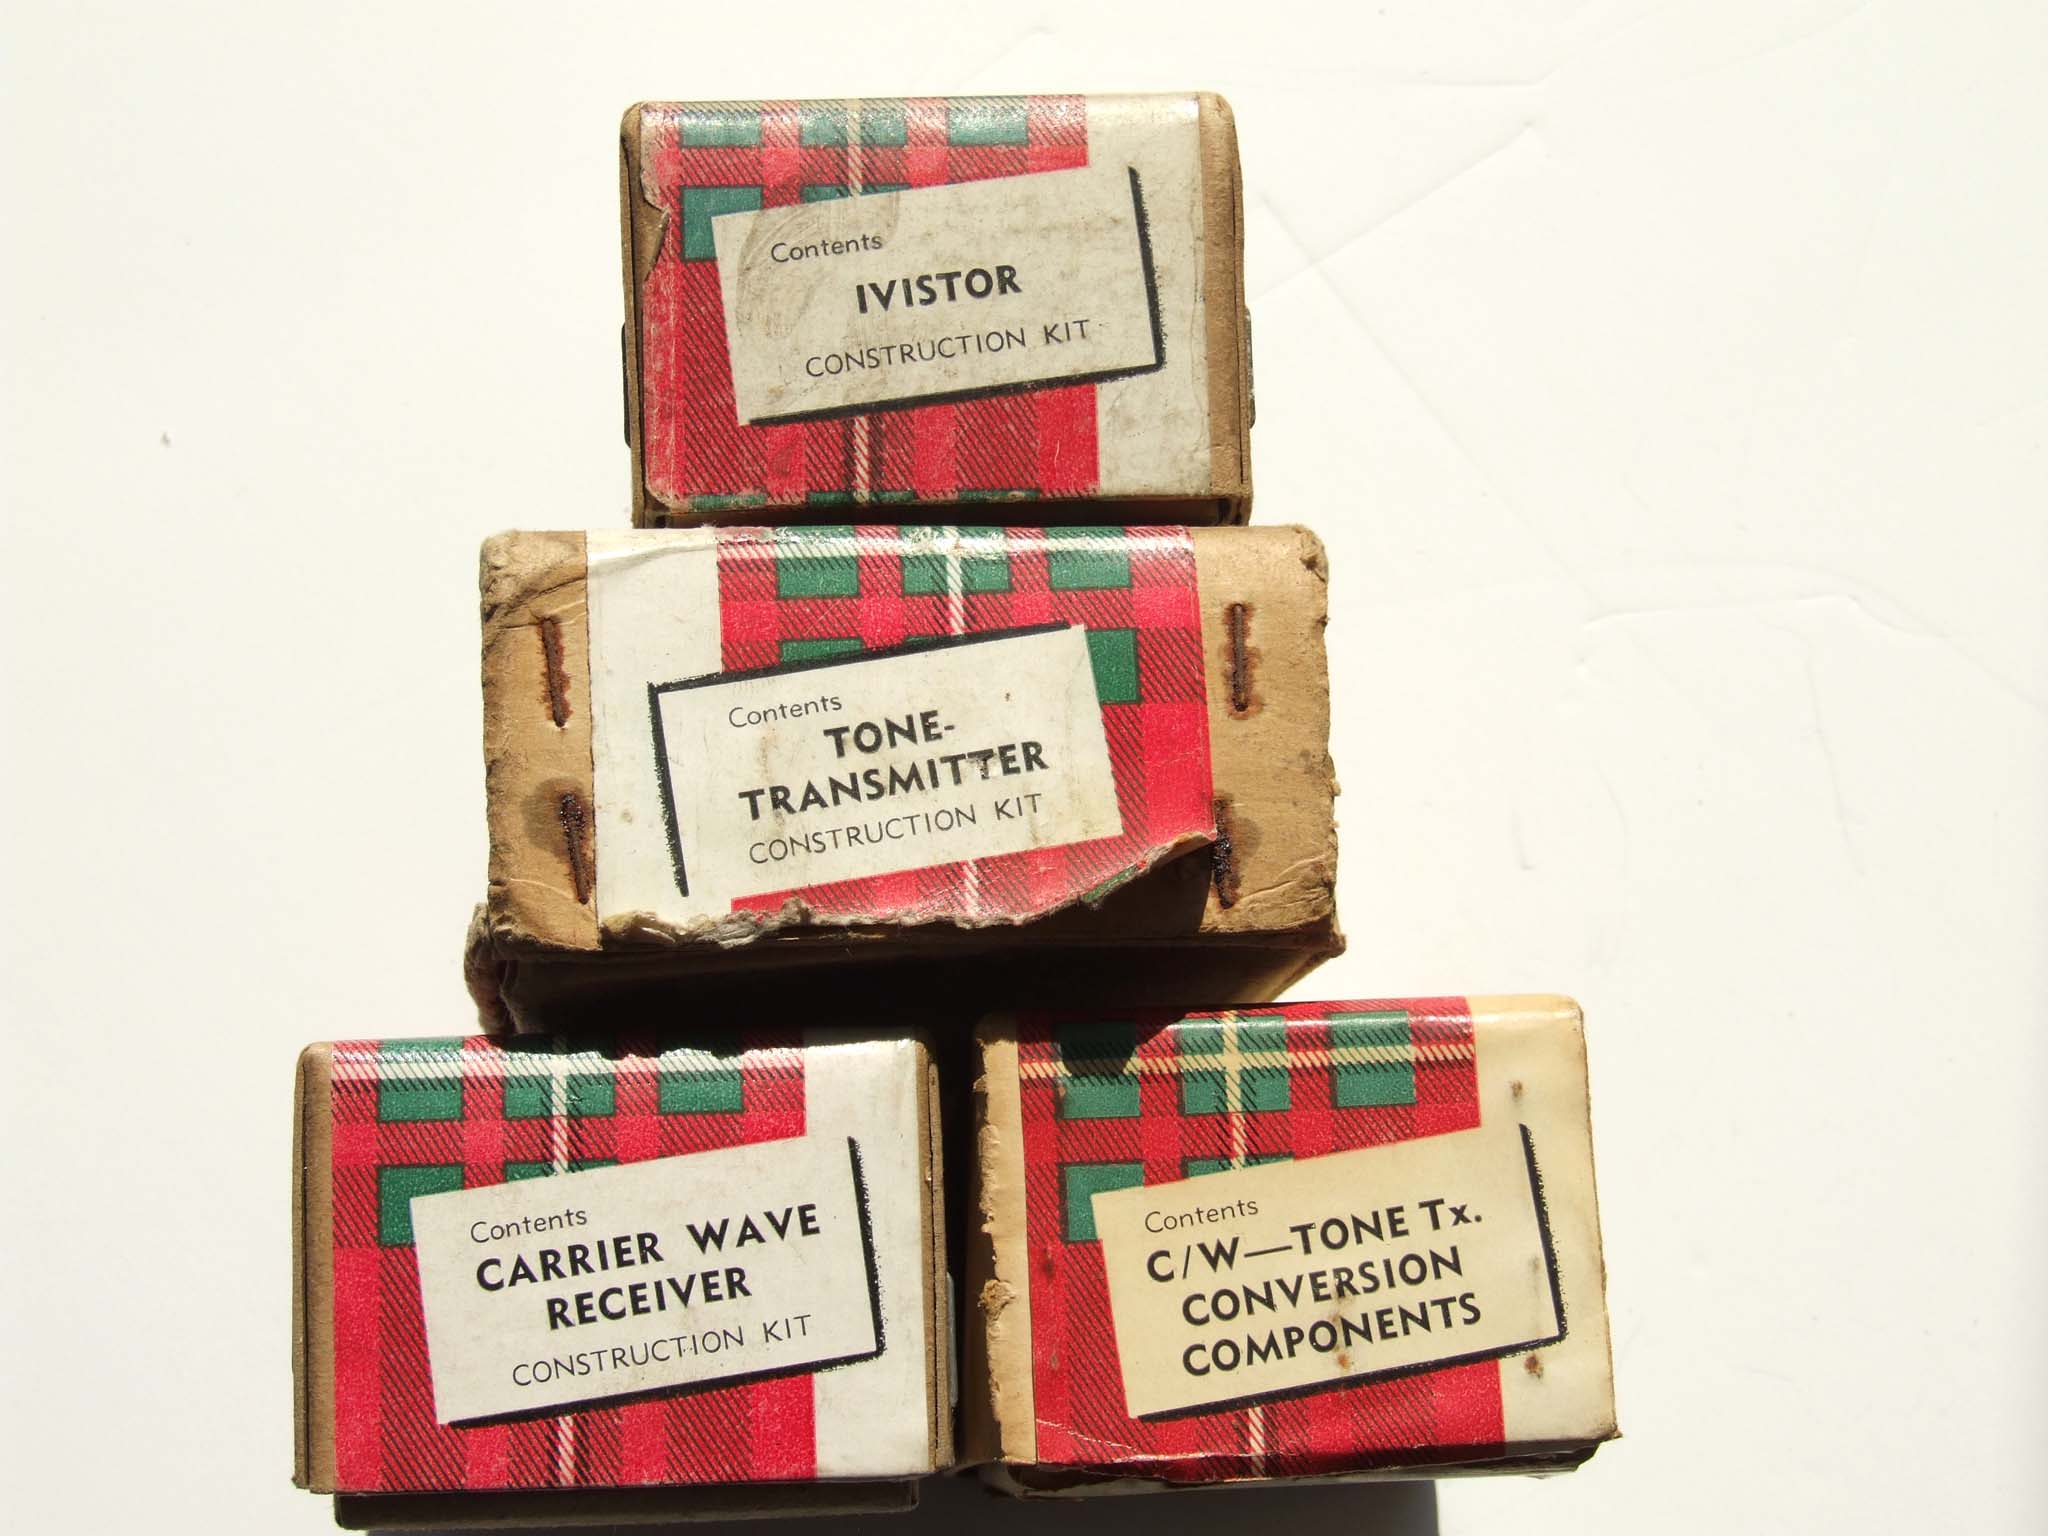 Contents
IVISTOR
CONSTRUCTION KIT
Contents
TONE-
TRANSMITTER
CONSTRUCTION KIT
Contents
CARRIER WAVE
RECEIVER
CONSTRUCTION KIT
Contents
C/W—TONE Tx.
CONVERSION
COMPONENTS